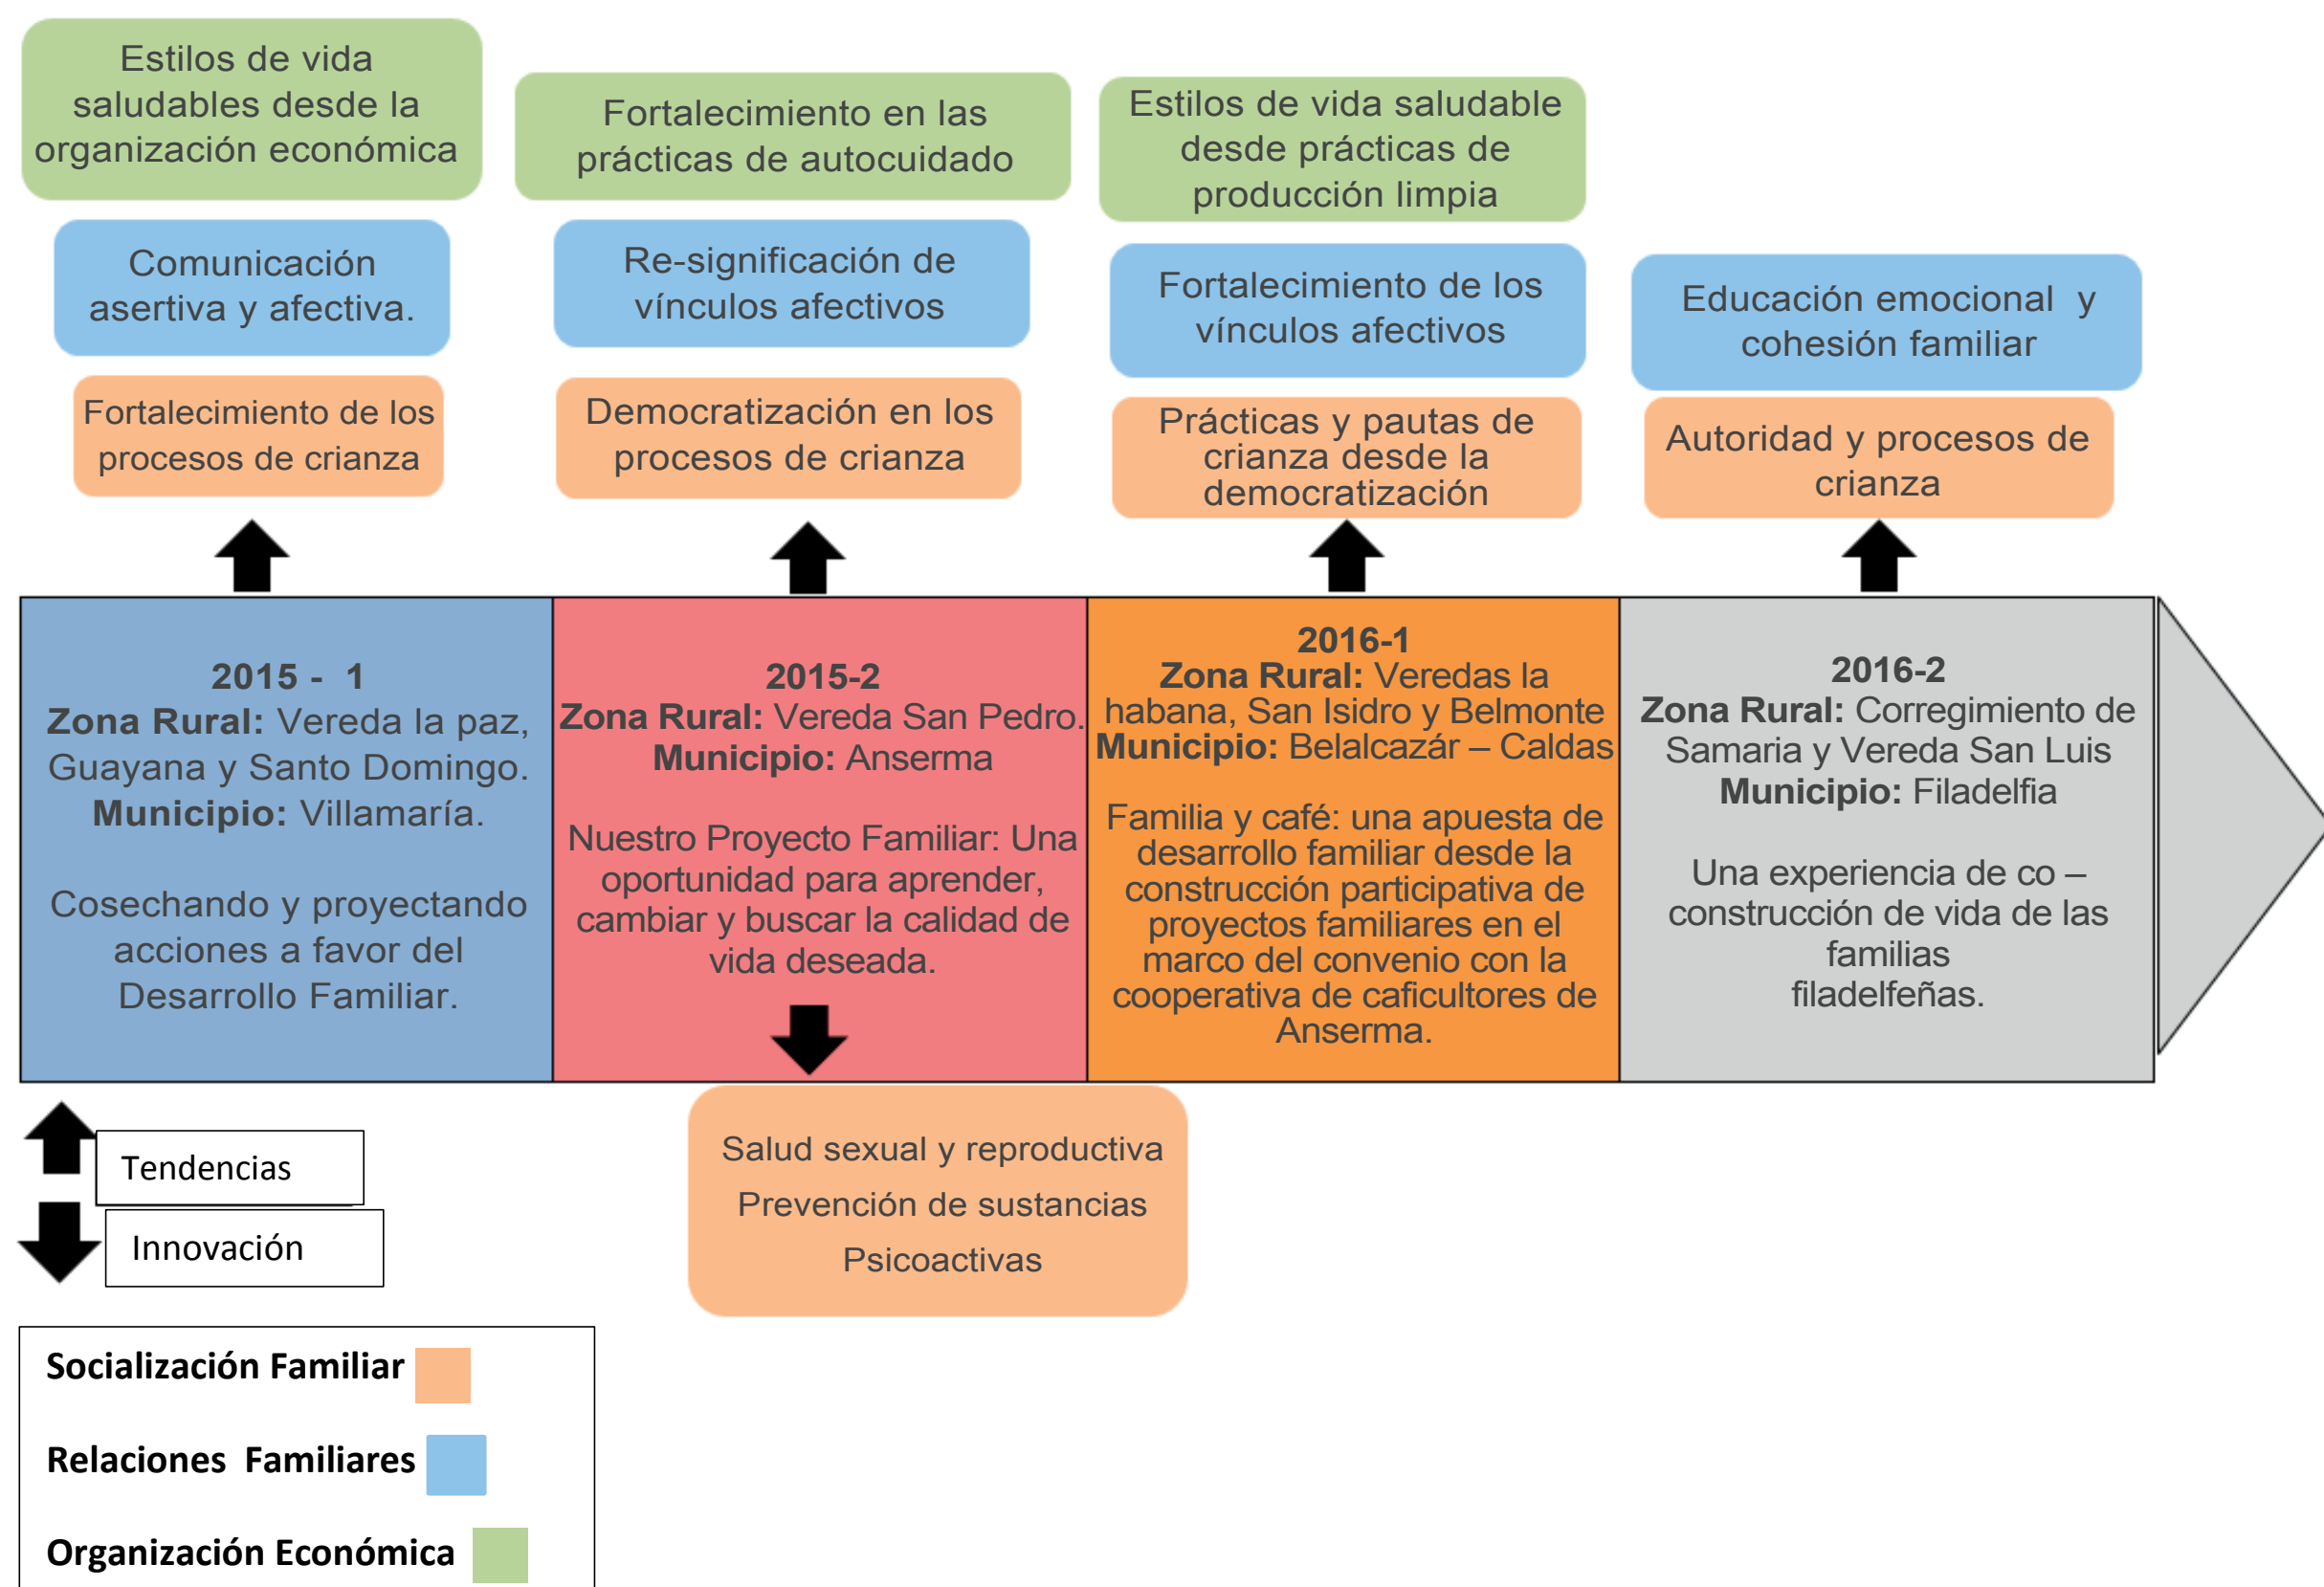 Estilos de vida
saludables desde la
organización económica
Comunicación
asertiva y afectiva.
Fortalecimiento de los
procesos de crianza
Fortalecimiento en las
prácticas de autocuidado
Re-significación de
vínculos afectivos
Democratización en los
procesos de crianza
Estilos de vida saludable
desde prácticas de
producción limpia
Fortalecimiento de los
vínculos afectivos
Prácticas y pautas de
crianza desde la
democratización
Educación emocional y
cohesión familiar
Autoridad y procesos de
crianza
2015 - 1
Zona Rural: Vereda la paz,
Guayana y Santo Domingo.
Municipio: Villamaría.
Cosechando y proyectando
acciones a favor del
Desarrollo Familiar.
2015-2
Zona Rural: Vereda San Pedro.
Municipio: Anserma
Nuestro Proyecto Familiar: Una
oportunidad para aprender,
cambiar y buscar la calidad de
vida deseada.
2016-1
Zona Rural: Veredas la
habana, San Isidro y Belmonte
Municipio: Belalcazár – Caldas
Familia y café: una apuesta de
desarrollo familiar desde la
construcción participativa de
proyectos familiares en el
marco del convenio con la
cooperativa de caficultores de
Anserma.
2016-2
Zona Rural: Corregimiento de
Samaria y Vereda San Luis
Municipio: Filadelfia
Una experiencia de co –
construcción de vida de las
familias
filadelfeñas.
Salud sexual y reproductiva
Prevención de sustancias
Psicoactivas
Tendencias
Innovación
Socialización Familiar
Relaciones Familiares
Organización Económica